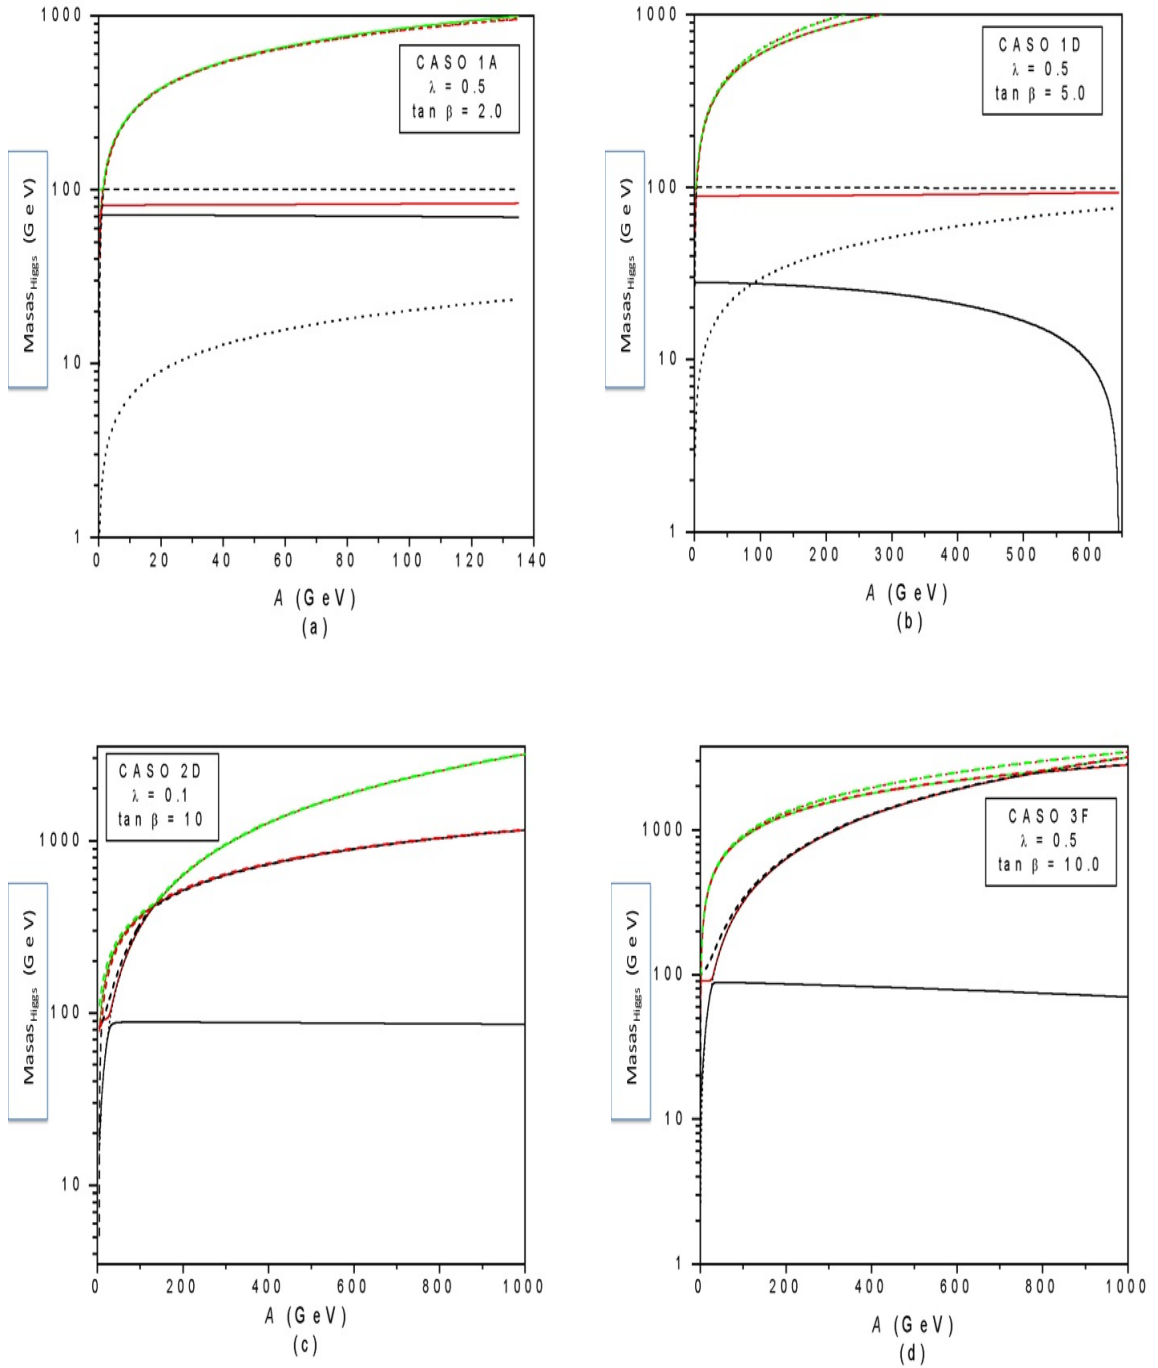 1000
100
10
1
Masas Higgs (GeV)
CASO 1A
λ = 0.5
tan β = 2.0
0 20 40 60 80 100 120 140
A (GeV)
(a)
1000
100
10
1
Masas Higgs (GeV)
CASO 1D
λ = 0.5
tan β = 5.0
0 100 200 300 400 500 600
A (GeV)
(b)
1000
100
10
Masas Higgs (GeV)
CASO 2D
λ = 0.1
tan β = 10
0 200 400 600 800 1000
A (GeV)
(c)
1000
100
10
1
Masas Higgs (GeV)
CASO 3F
λ = 0.5
tan β = 10.0
0 200 400 600 800 1000
A (GeV)
(d)